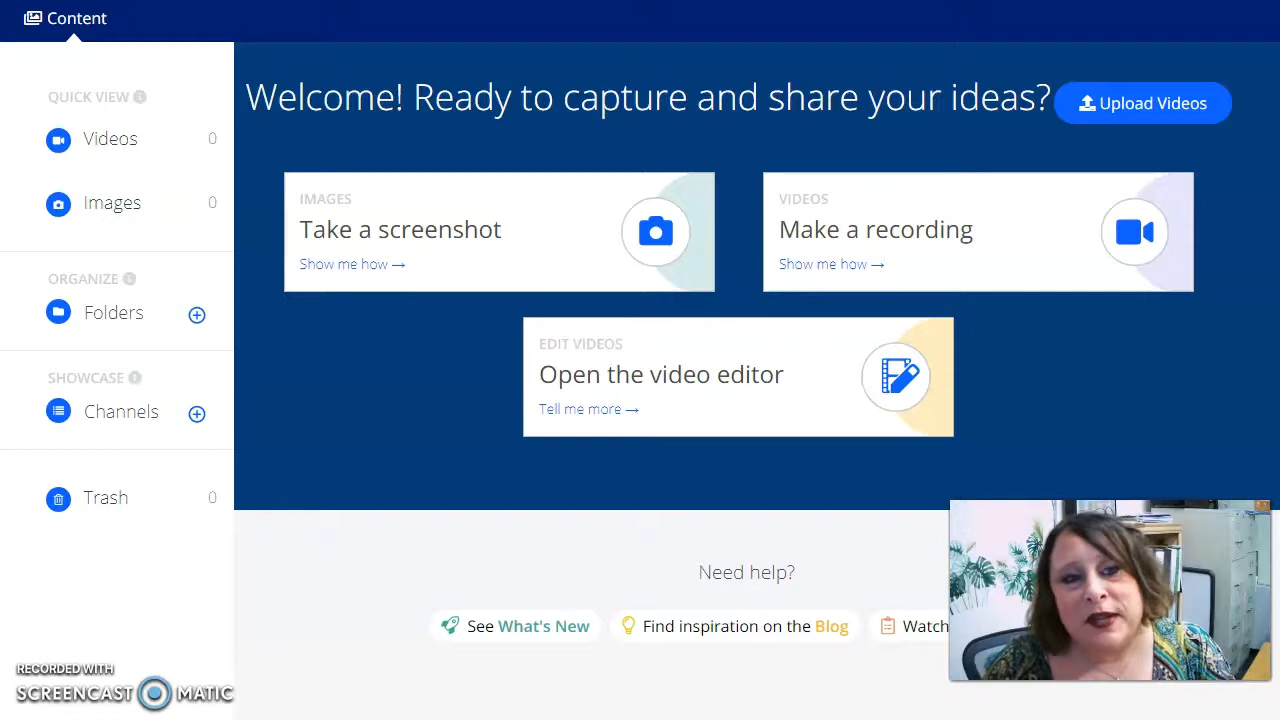 Content
QUICK VIEW
Videos 0
Images 0
ORGANIZE
Folders
SHOWCASE
Channels
Trash 0
Welcome! Ready to capture and share your ideas?
Upload Videos
IMAGES
Take a screenshot
Show me how →
VIDEOS
Make a recording
Show me how →
EDIT VIDEOS
Open the video editor
Tell me more →
Need help?
See What's New
Find inspiration on the Blog
Watch
RECORDED WITH
SCREENCAST MATIC